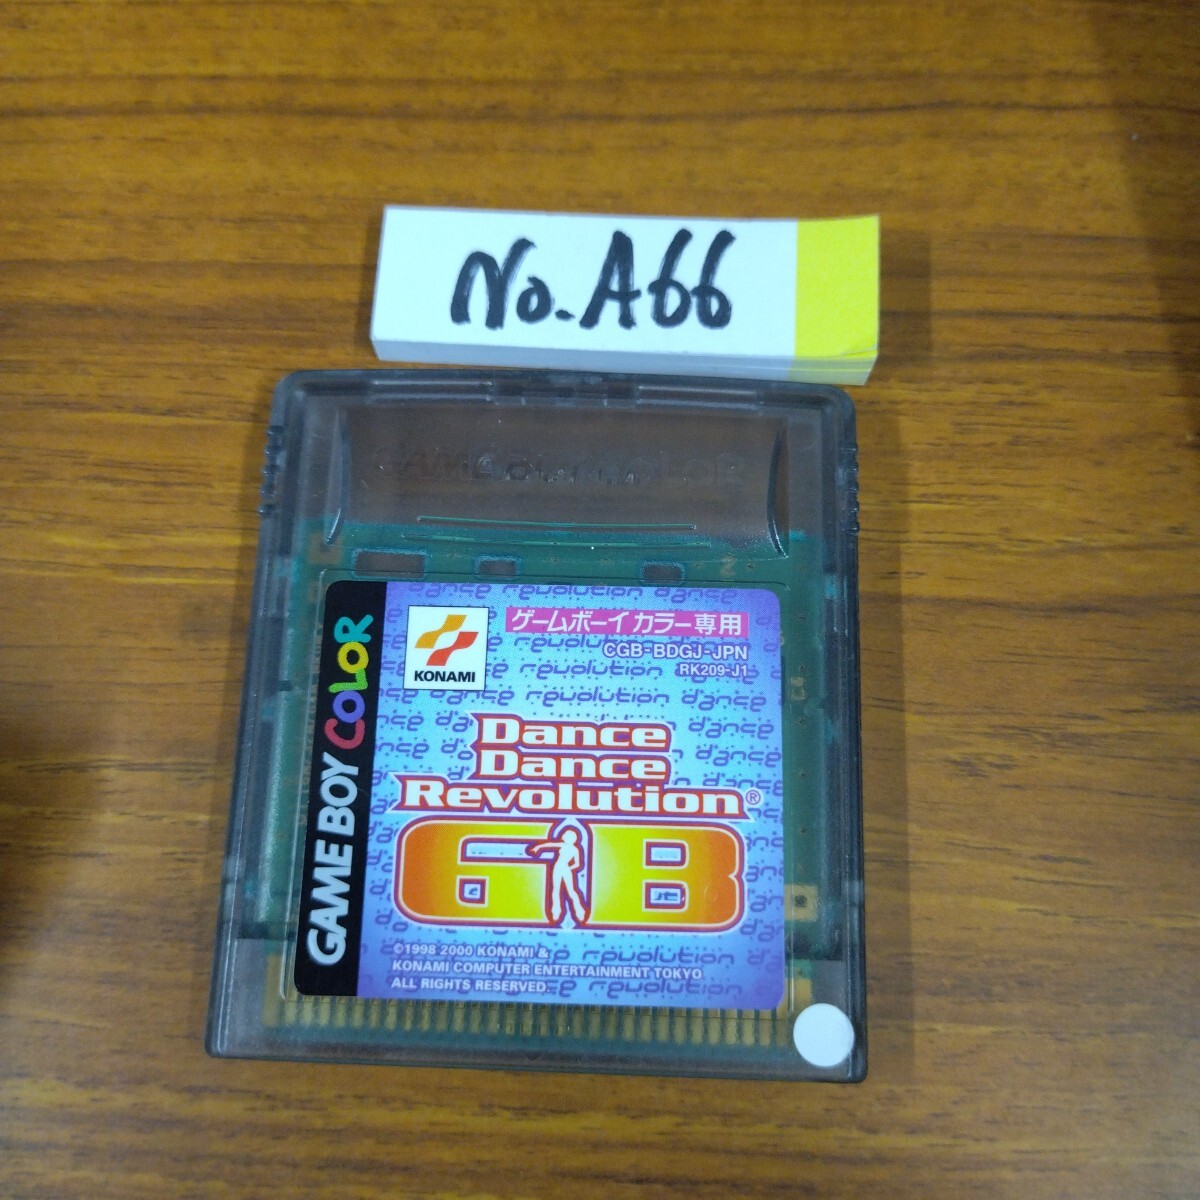 No. A66
GAME BOY COLOR
GAME BOY COLOR
KONAMI
ゲームボーイカラー専用
CGB-BDGJ-JPN
RK209-J1
Dance
Dance
Revolution®
GB
©1998 2000 KONAMI &
KONAMI COMPUTER ENTERTAINMENT TOKYO
ALL RIGHTS RESERVED.